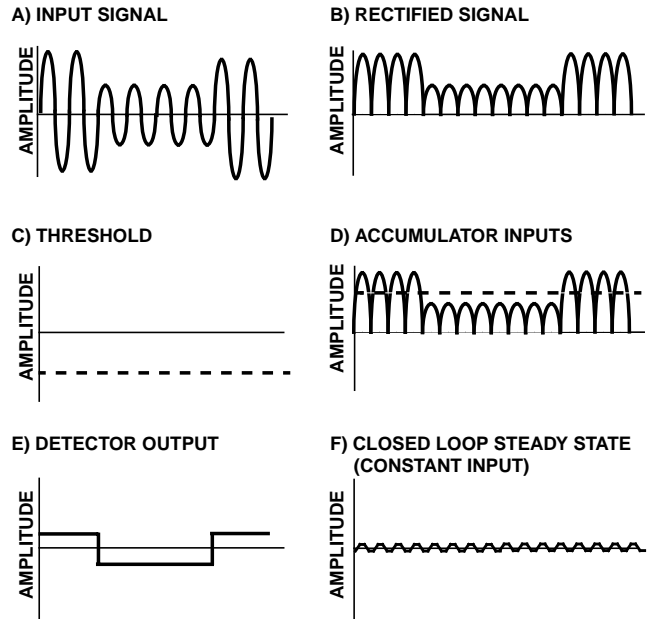 A) INPUT SIGNAL
AMPLITUDE
B) RECTIFIED SIGNAL
AMPLITUDE
C) THRESHOLD
AMPLITUDE
D) ACCUMULATOR INPUTS
AMPLITUDE
E) DETECTOR OUTPUT
AMPLITUDE
F) CLOSED LOOP STEADY STATE
(CONSTANT INPUT)
AMPLITUDE